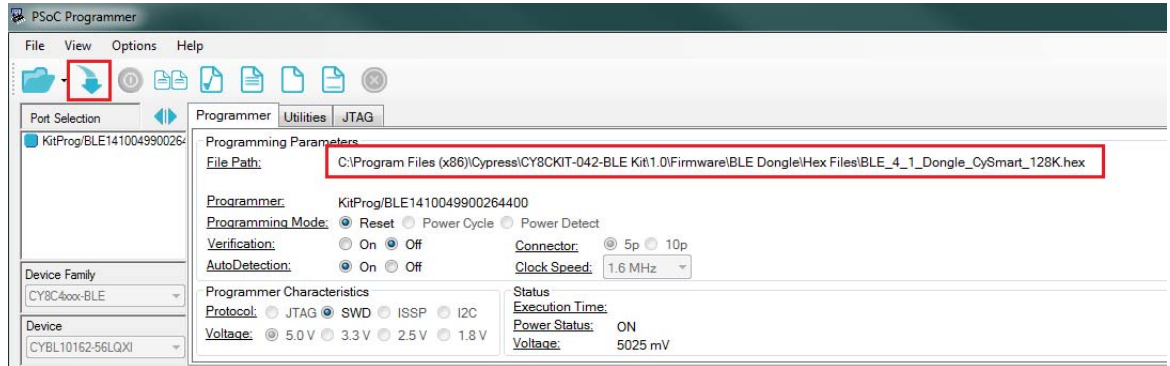 PSoC Programmer
File View Options Help
Port Selection
KitProg/BLE14100499002644
Device Family
CY8C4xxx-BLE
Device
CYBL10162-56LQXI
Programmer Utilities JTAG
Programming Parameters
File Path: C:\Program Files (x86)\Cypress\CY8CKIT-042-BLE Kit\1.0\Firmware\BLE Dongle\Hex Files\BLE_4_1_Dongle_CySmart_128K.hex
Programmer: KitProg/BLE1410049900264400
Programming Mode: Reset Power Cycle Power Detect
Verification: On Off Connector: 5p 10p
AutoDetection: On Off Clock Speed: 1.6 MHz
Programmer Characteristics Status
Protocol: JTAG SWD ISSP I2C Execution Time:
Voltage: 5.0 V 3.3 V 2.5 V 1.8 V Power Status: ON
Voltage: 5025 mV